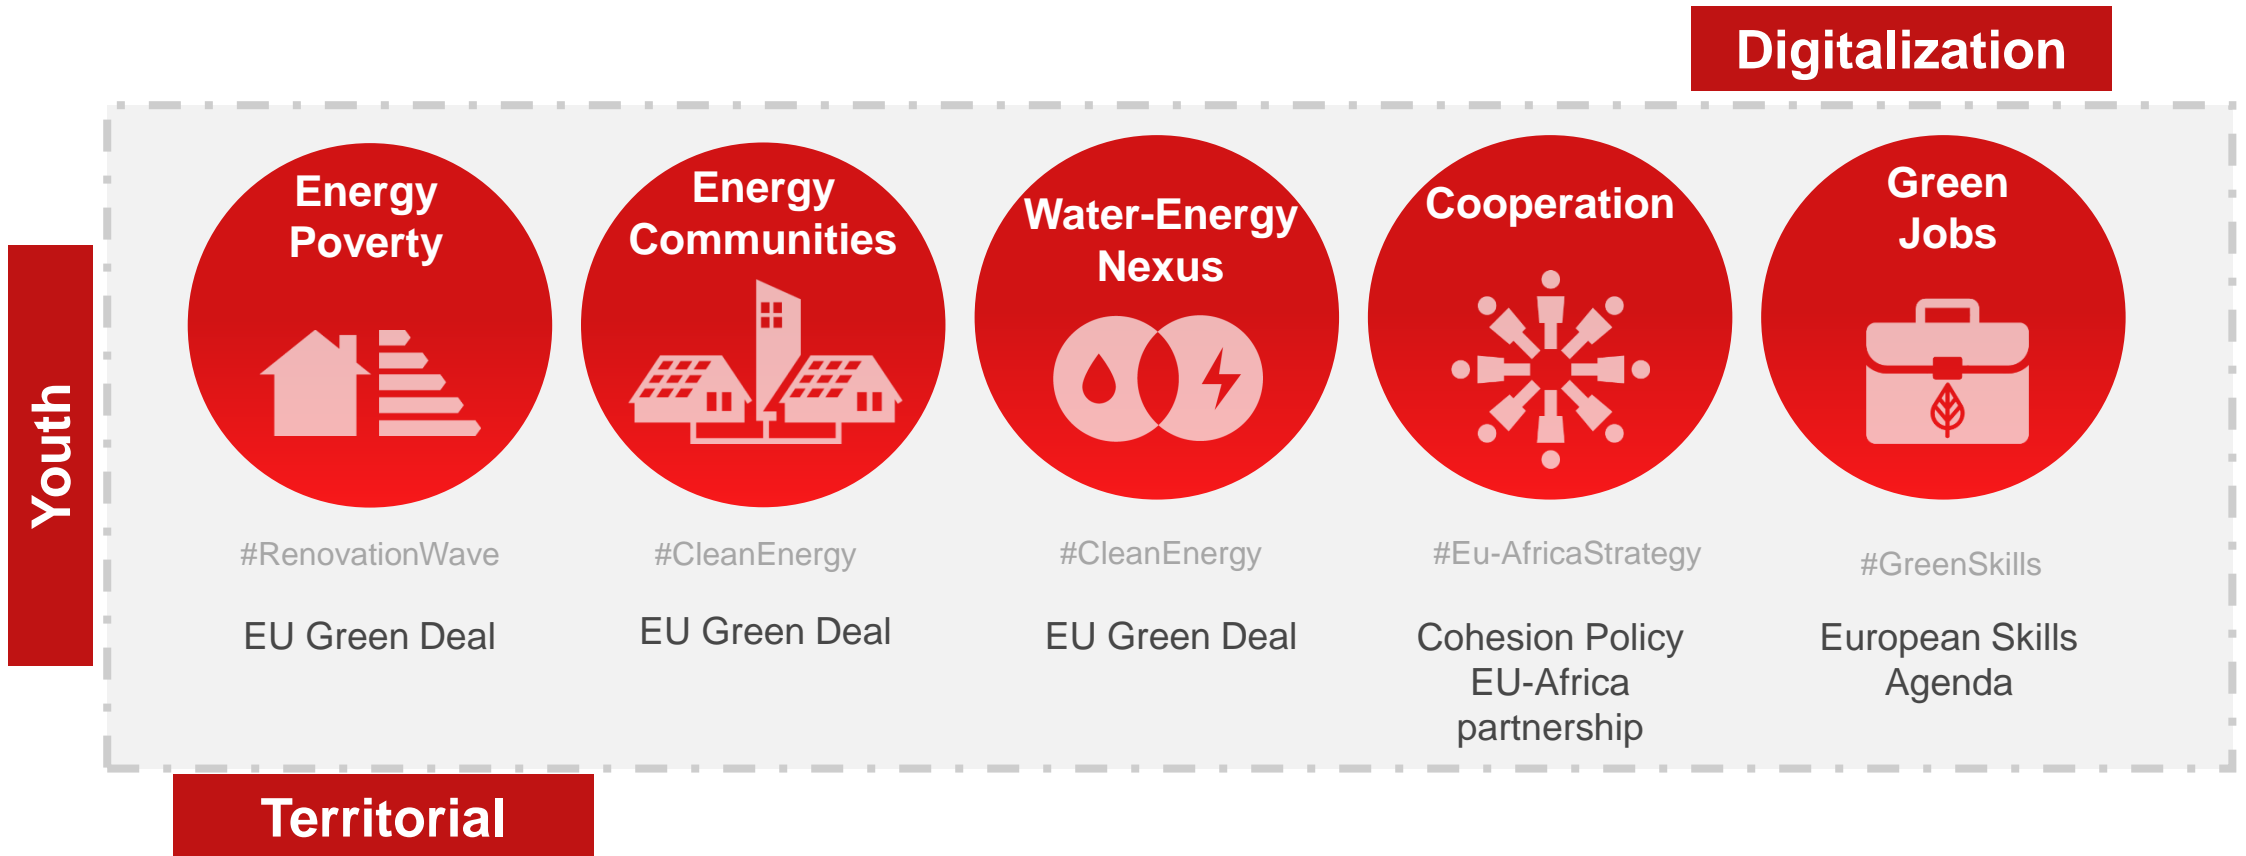 Digitalization
Youth
Energy
Poverty
#RenovationWave
EU Green Deal
Energy
Communities
#CleanEnergy
EU Green Deal
Water-Energy
Nexus
#CleanEnergy
EU Green Deal
Cooperation
#Eu-AfricaStrategy
Cohesion Policy
EU-Africa
partnership
Green
Jobs
#GreenSkills
European Skills
Agenda
Territorial